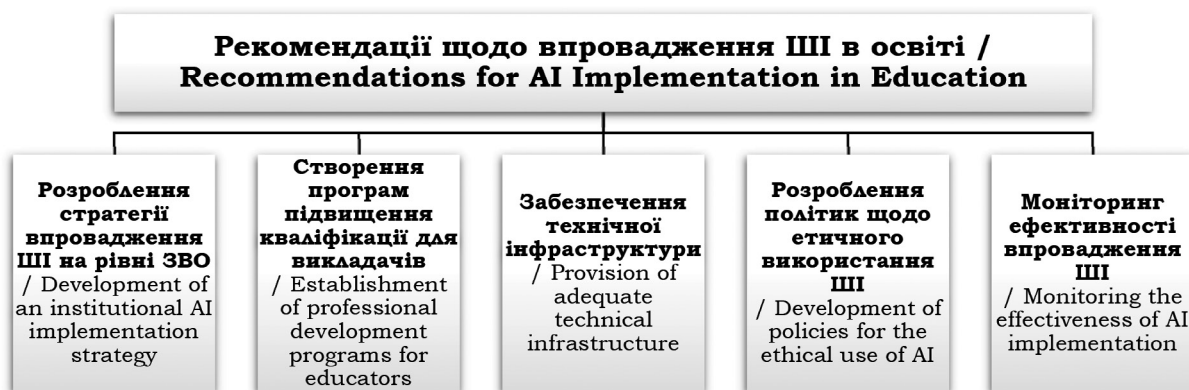 Рекомендації щодо впровадження ШІ в освіті /
Recommendations for AI Implementation in Education
Розроблення
стратегії
впровадження
ШІ на рівні ЗВО
/ Development of
an institutional AI
implementation
strategy
Створення
програм
підвищення
кваліфікації для
викладачів
/ Establishment
of professional
development
programs for
educators
Забезпечення
технічної
інфраструктури
/ Provision of
adequate
technical
infrastructure
Розроблення
політик щодо
етичного
використання
ШІ
/ Development of
policies for the
ethical use of AI
Моніторинг
ефективності
впровадження
ШІ
/ Monitoring the
effectiveness of AI
implementation